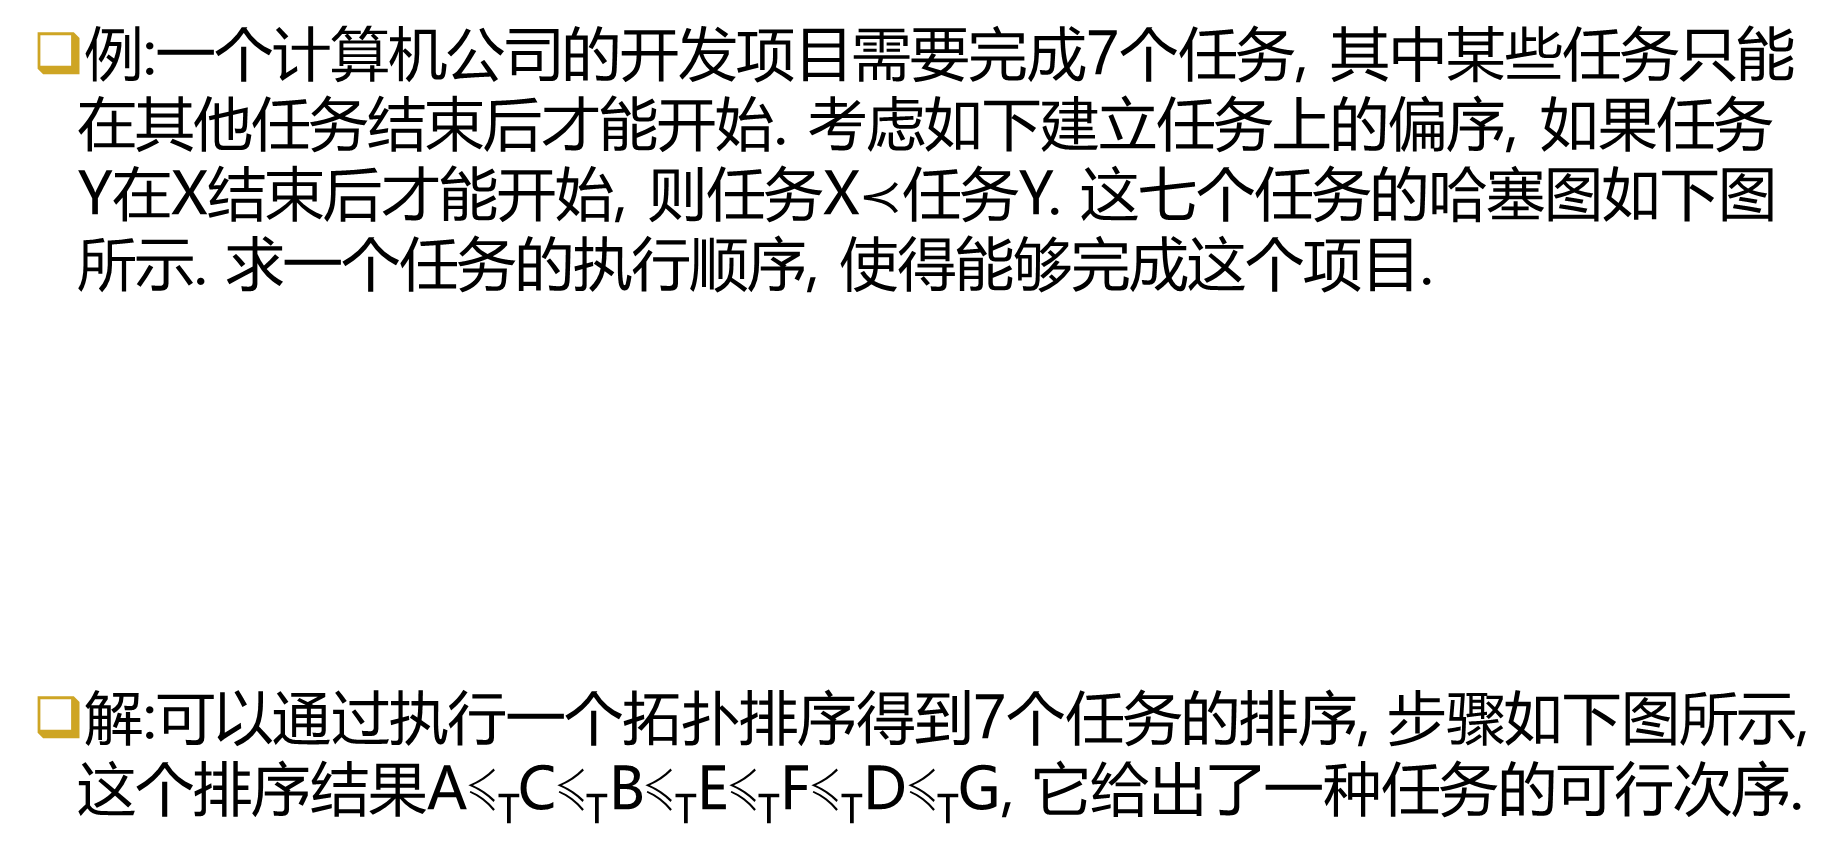 ❑例:一个计算机公司的开发项目需要完成7个任务, 其中某些任务只能
在其他任务结束后才能开始. 考虑如下建立任务上的偏序, 如果任务
Y在X结束后才能开始, 则任务X≺任务Y. 这七个任务的哈塞图如下图
所示. 求一个任务的执行顺序, 使得能够完成这个项目.
❑解:可以通过执行一个拓扑排序得到7个任务的排序, 步骤如下图所示,
这个排序结果A≼TC≼TB≼TE≼TF≼TD≼TG, 它给出了一种任务的可行次序.